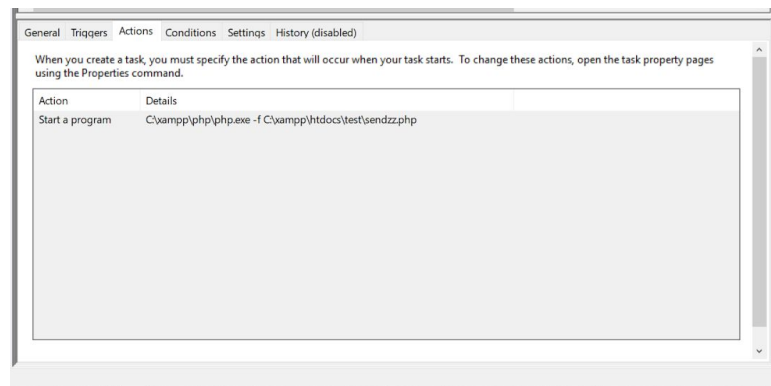 General Triggers Actions Conditions Settings History (disabled)
When you create a task, you must specify the action that will occur when your task starts.  To change these actions, open the task property pages
using the Properties command.
Action Details
Start a program C:\xampp\php\php.exe -f C:\xampp\htdocs\test\sendzz.php